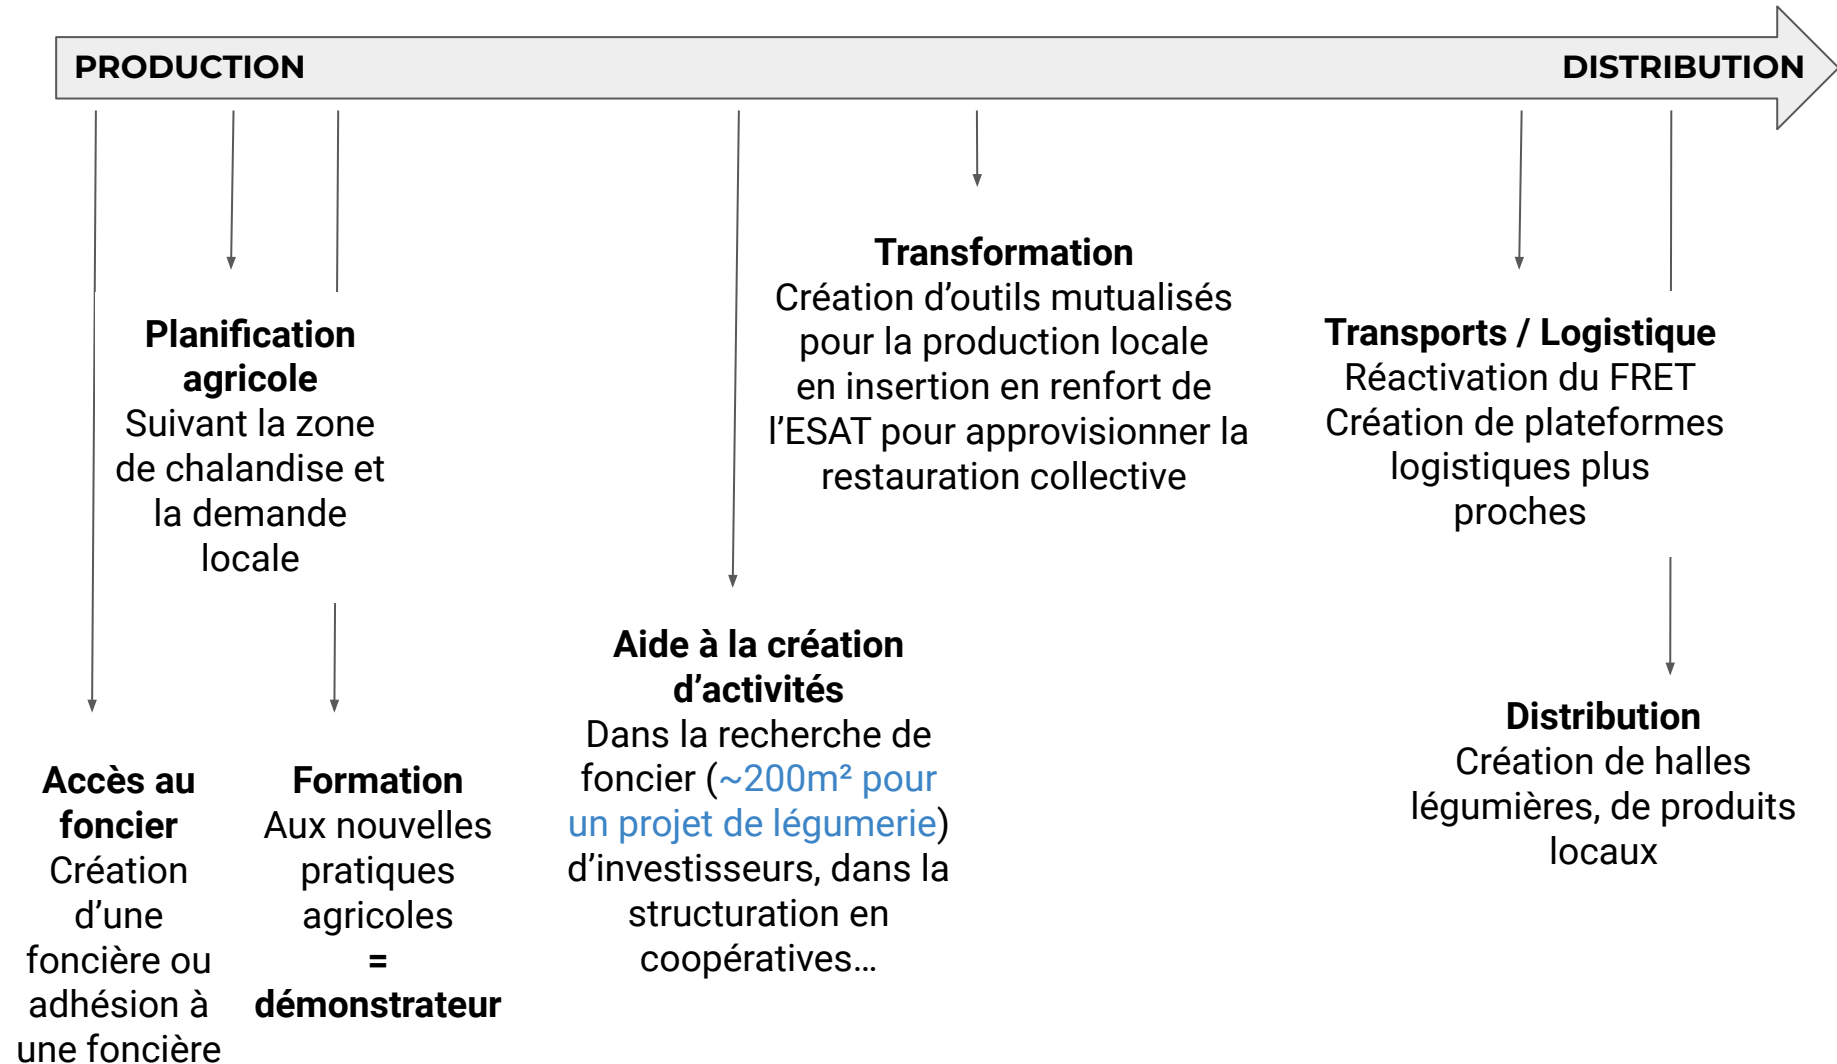 PRODUCTION
DISTRIBUTION
Planification
agricole
Suivant la zone
de chalandise et
la demande
locale
Transformation
Création d’outils mutualisés
pour la production locale
en insertion en renfort de
l’ESAT pour approvisionner la
restauration collective
Transports / Logistique
Réactivation du FRET
Création de plateformes
logistiques plus
proches
Accès au
foncier
Création
d’une
foncière ou
adhésion à
une foncière
Formation
Aux nouvelles
pratiques
agricoles
=
démonstrateur
Aide à la création
d’activités
Dans la recherche de
foncier (~200m² pour
un projet de légumerie)
d’investisseurs, dans la
structuration en
coopératives…
Distribution
Création de halles
légumières, de produits
locaux